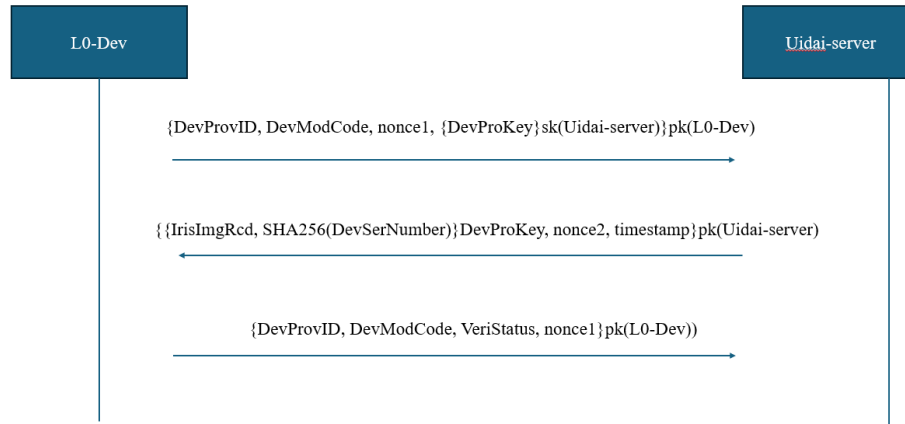 L0-Dev
Uidai-server
{DevProvID, DevModCode, nonce1, {DevProKey}sk(Uidai-server)}pk(L0-Dev)
{{IrisImgRcd, SHA256(DevSerNumber)}DevProKey, nonce2, timestamp}pk(Uidai-server)
{DevProvID, DevModCode, VeriStatus, nonce1}pk(L0-Dev))